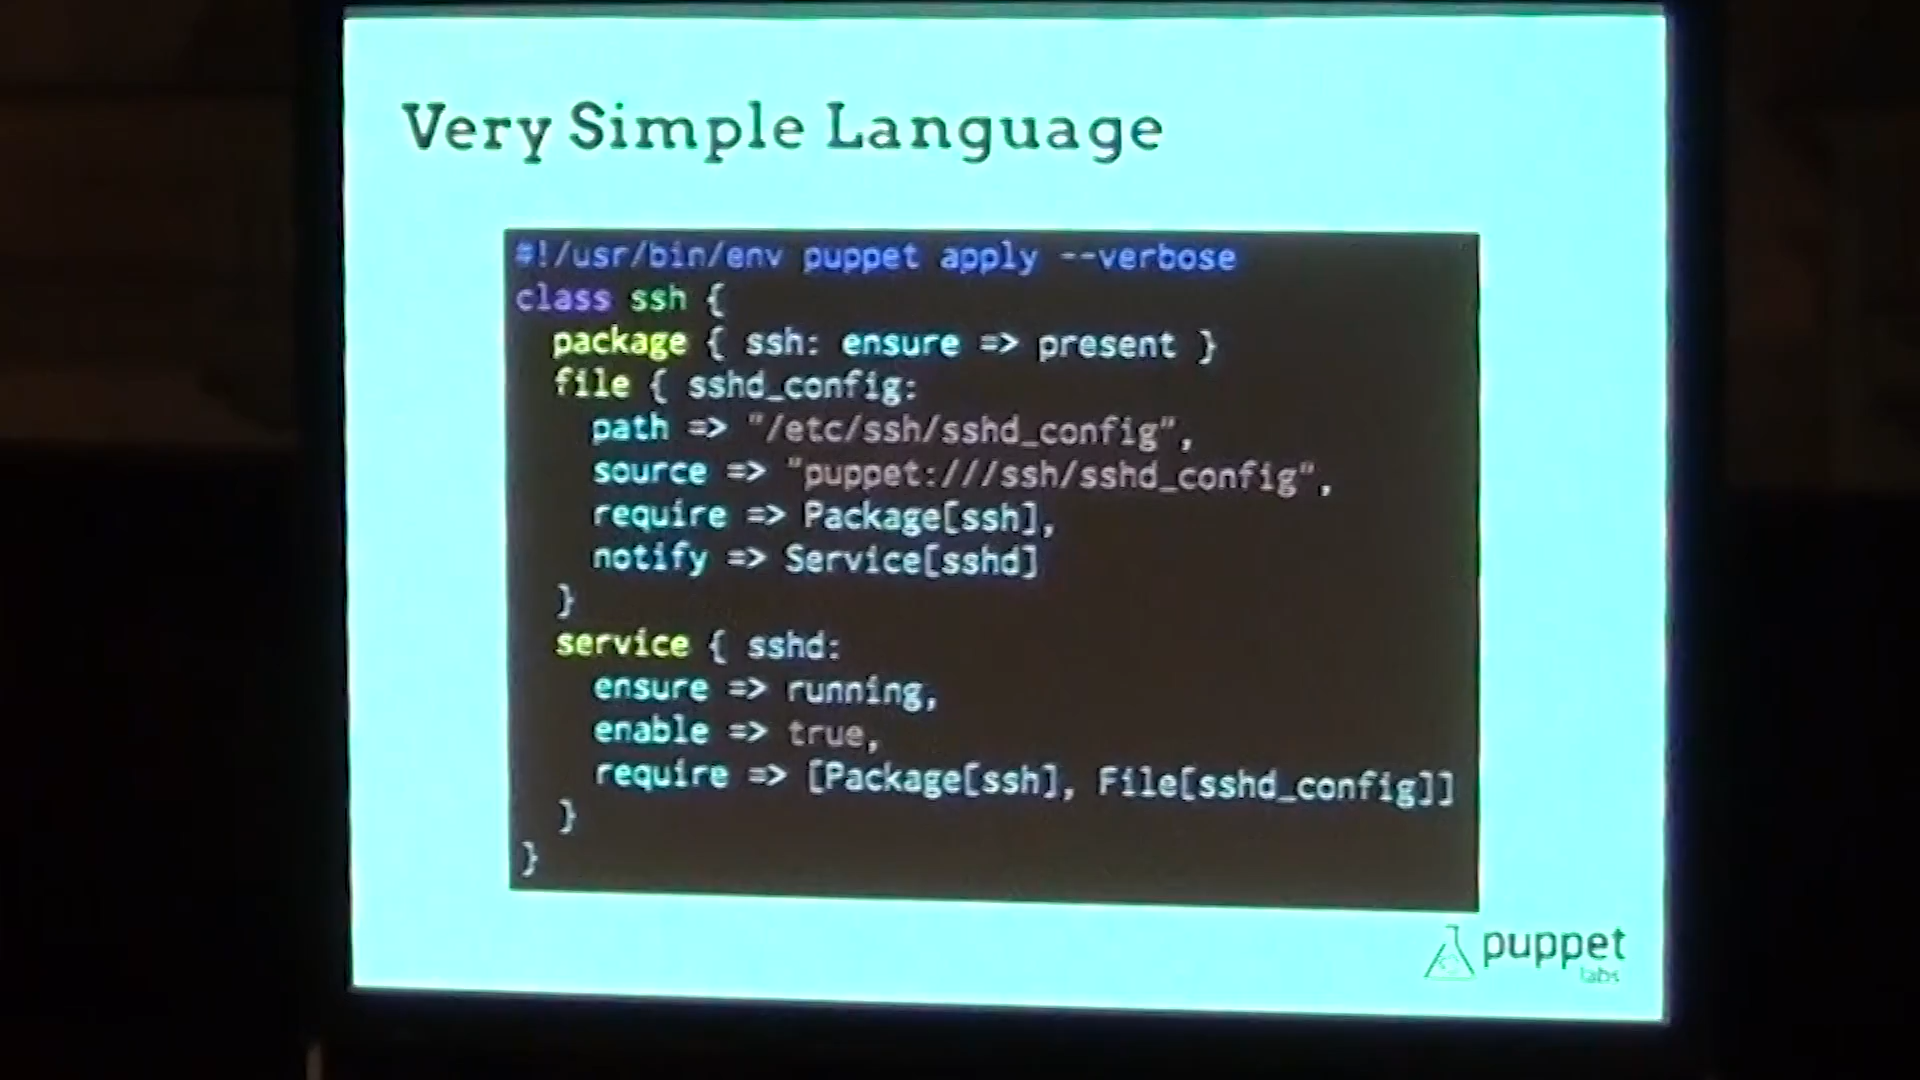 Very Simple Language
#!/usr/bin/env puppet apply --verbose
class ssh {
package { ssh: ensure => present }
file { sshd_config:
path => "/etc/ssh/sshd_config",
source => "puppet:///ssh/sshd_config",
require => Package[ssh],
notify => Service[sshd]
}
service { sshd:
ensure => running,
enable => true,
require => [Package[ssh], File[sshd_config]]
}
}
puppet
labs